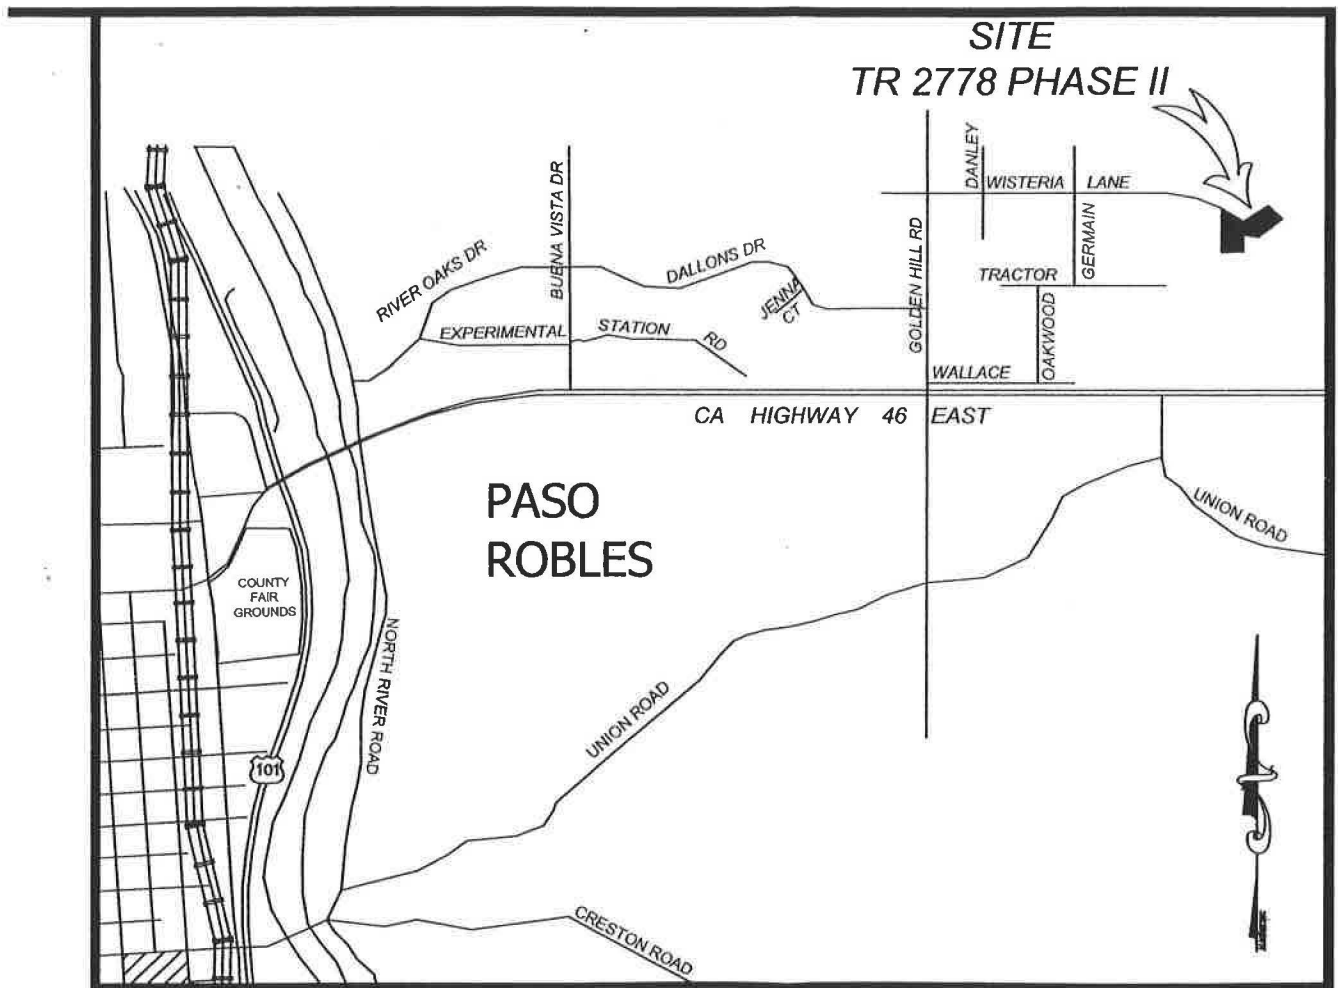 SITE
TR 2778 PHASE II
DANLEY
WISTERIA LANE
BUENA VISTA DR
GOLDEN HILL RD
GERMAIN
RIVER OAKS DR
DALLONS DR
TRACTOR
JENNA
CT
OAKWOOD
EXPERIMENTAL STATION RD
WALLACE
CA HIGHWAY 46 EAST
PASO
ROBLES
UNION ROAD
COUNTY
FAIR
GROUNDS
NORTH RIVER ROAD
UNION ROAD
101
CRESTON ROAD